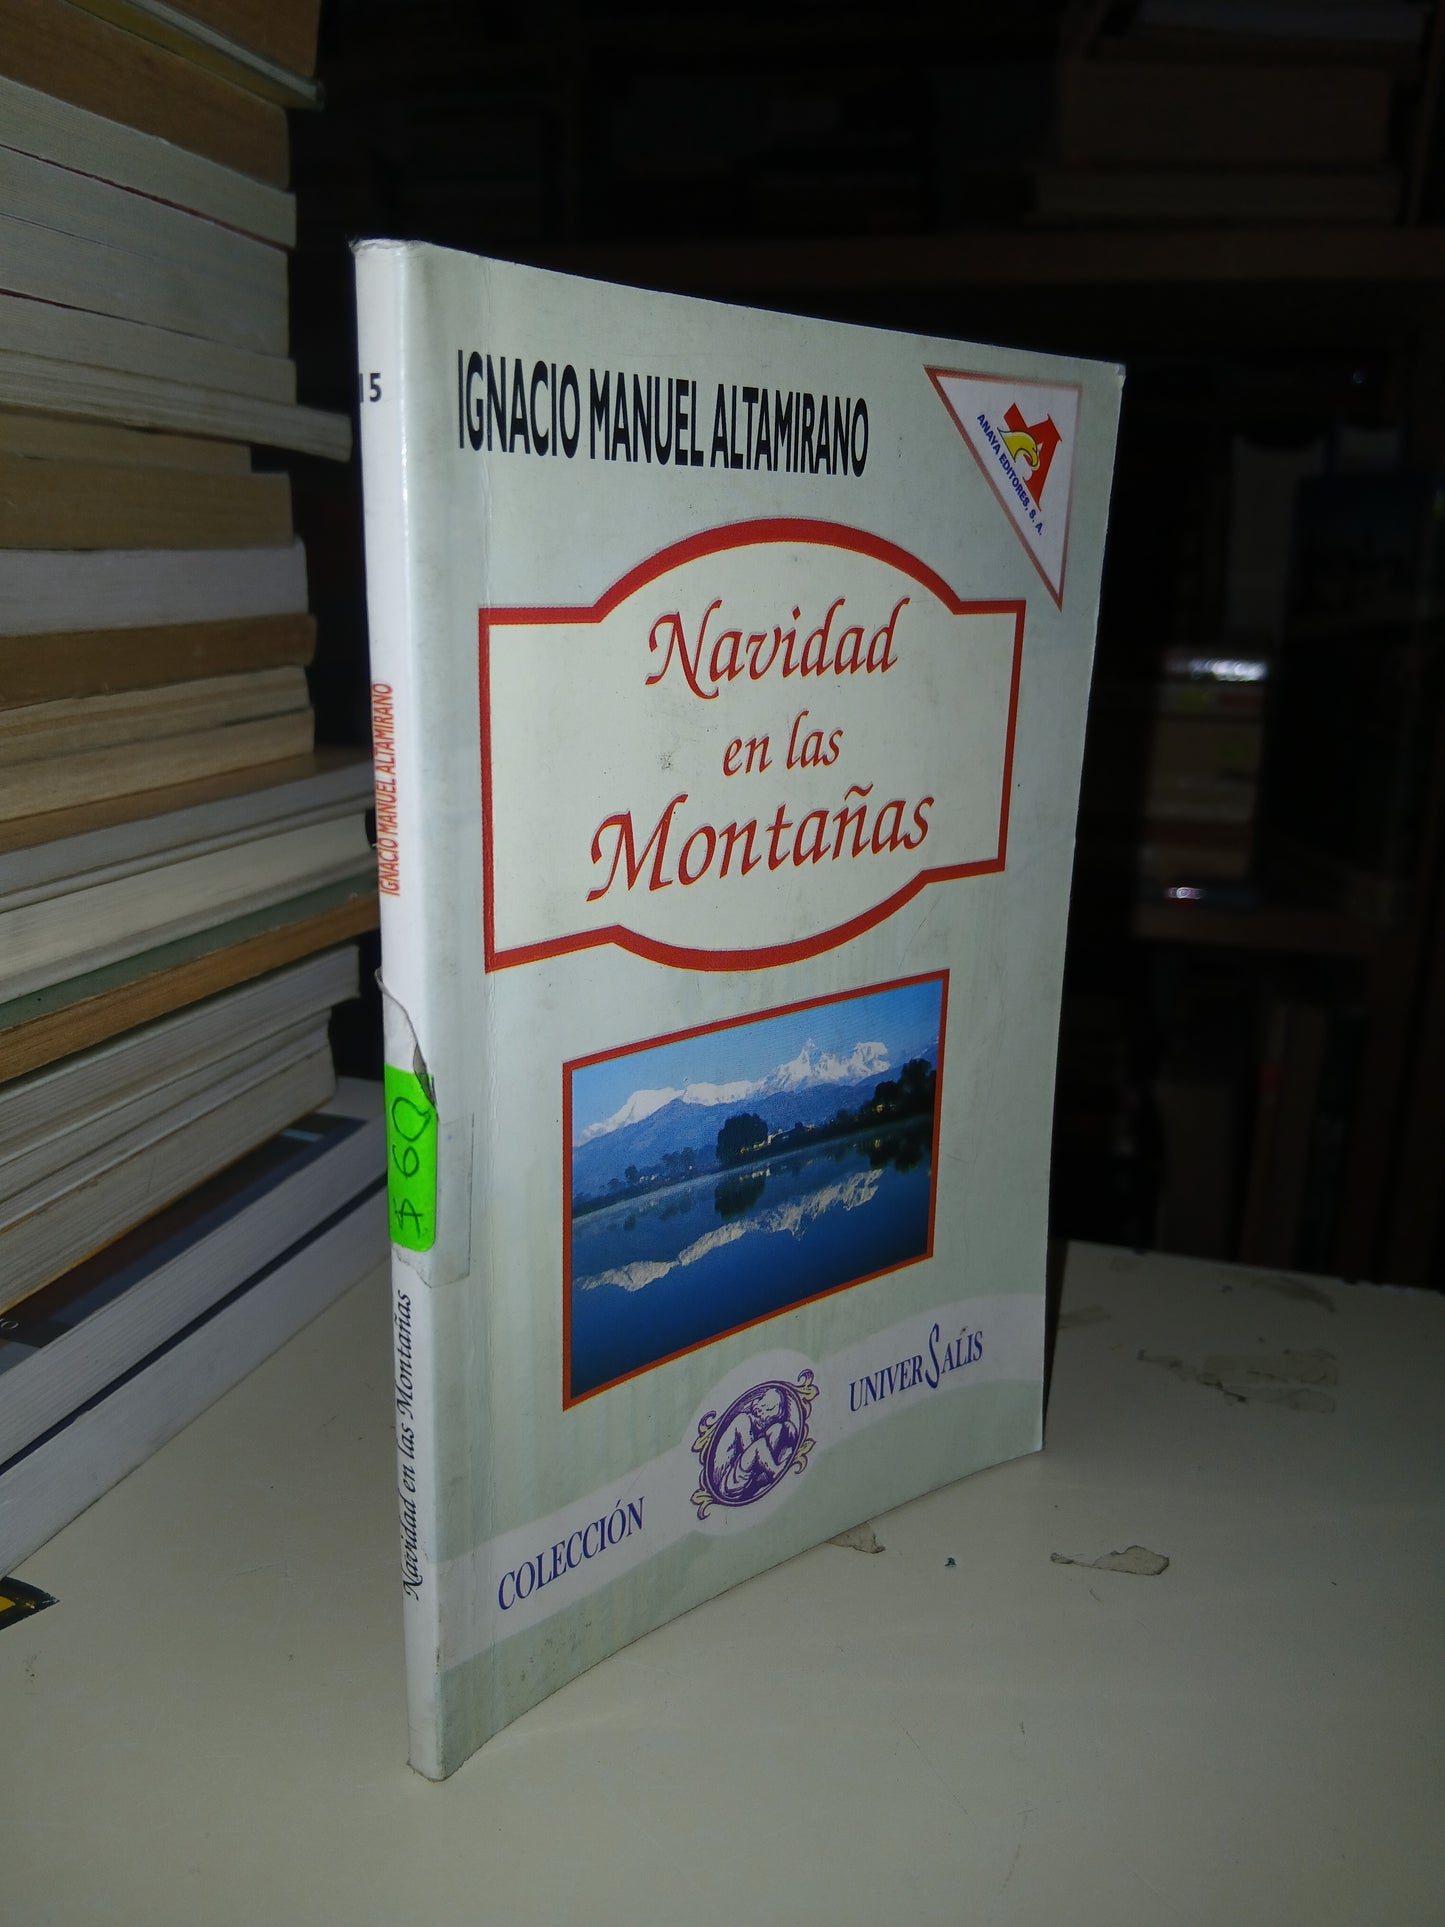 IGNACIO MANUEL ALTAMIRANO
ANAYA EDITORES, S. A.
Navidad
en las
Montañas
COLECCIÓN
UNIVERSALIS
15
IGNACIO MANUEL ALTAMIRANO
$ 60
Navidad en las Montañas